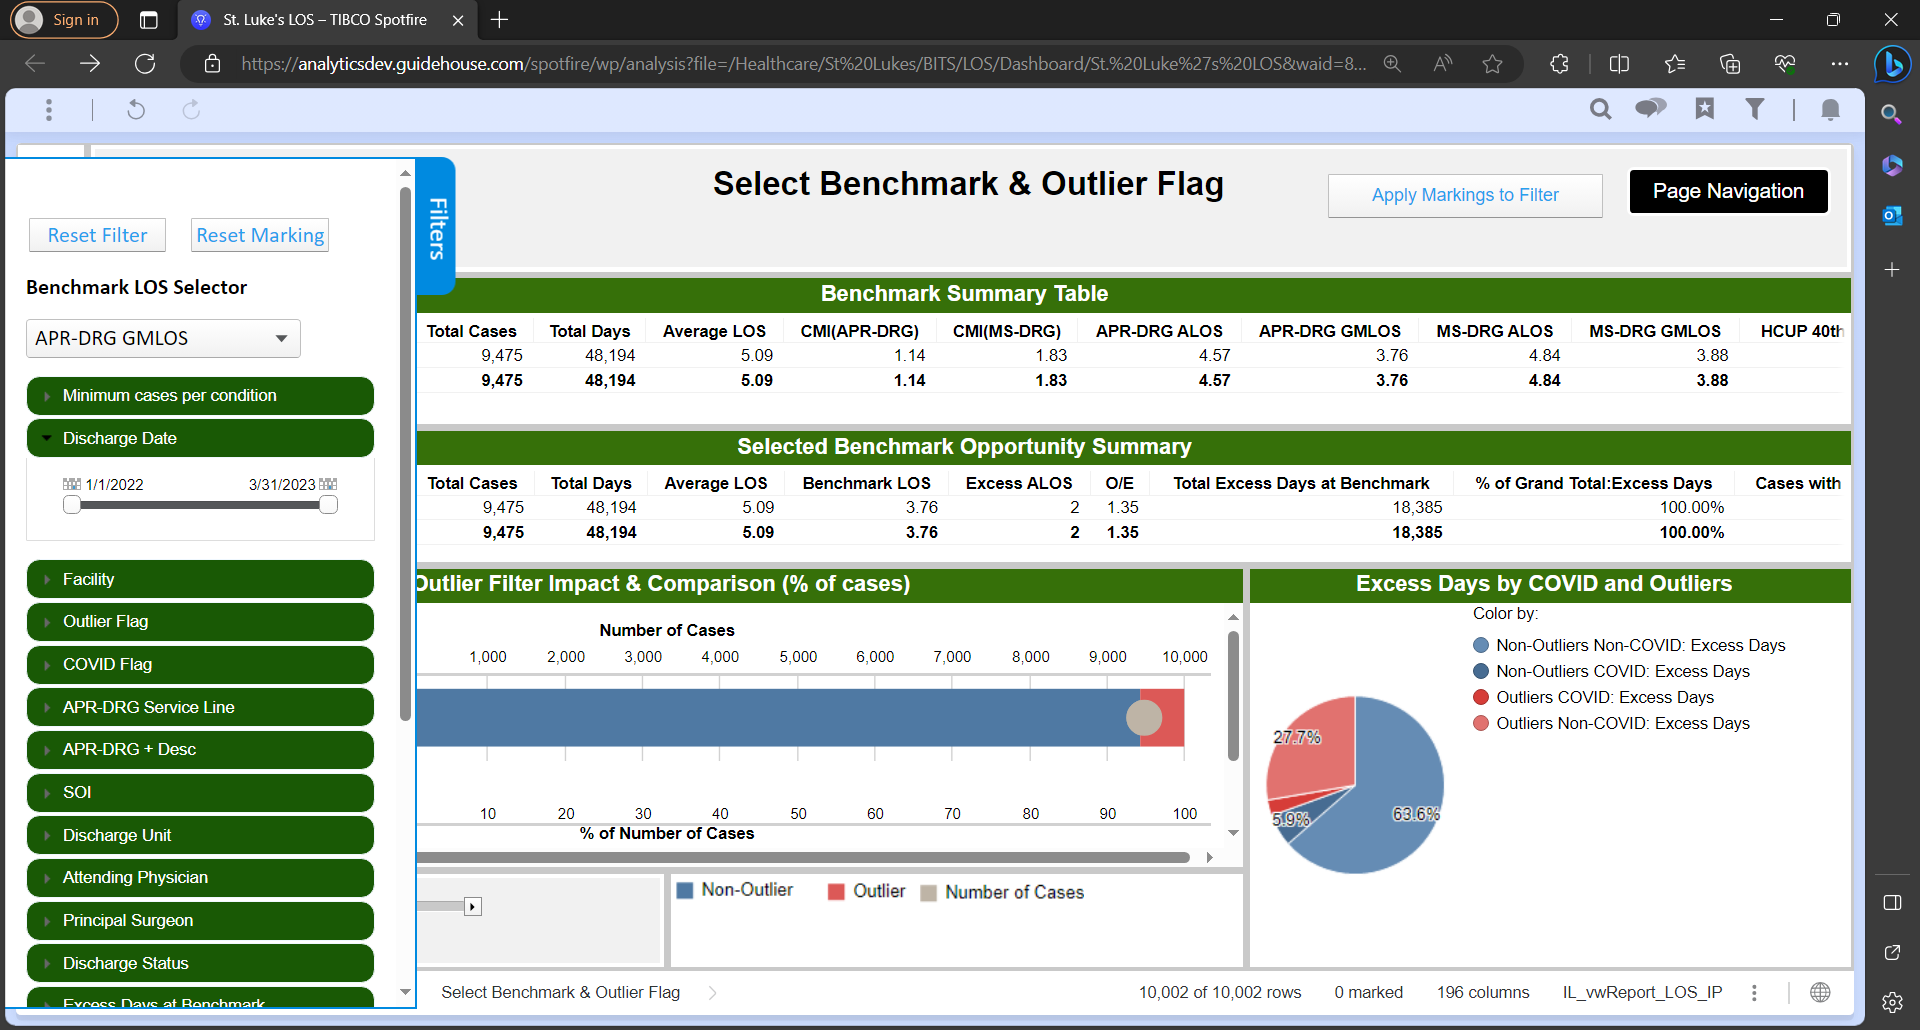 Sign in
St. Luke's LOS – TIBCO Spotfire
https://analyticsdev.guidehouse.com/spotfire/wp/analysis?file=/Healthcare/St%20Lukes/BITS/LOS/Dashboard/St.%20Luke%27s%20LOS&waid=8...
Select Benchmark & Outlier Flag
Apply Markings to Filter
Page Navigation
Filters
Reset Filter Reset Marking
Benchmark LOS Selector
APR-DRG GMLOS
Minimum cases per condition
Discharge Date
1/1/2022 3/31/2023
Facility
Outlier Flag
COVID Flag
APR-DRG Service Line
APR-DRG + Desc
SOI
Discharge Unit
Attending Physician
Principal Surgeon
Discharge Status
Excess Days at Benchmark
Benchmark Summary Table
Total Cases Total Days Average LOS CMI(APR-DRG) CMI(MS-DRG) APR-DRG ALOS APR-DRG GMLOS MS-DRG ALOS MS-DRG GMLOS HCUP 40th
9,475 48,194 5.09 1.14 1.83 4.57 3.76 4.84 3.88
9,475 48,194 5.09 1.14 1.83 4.57 3.76 4.84 3.88
Selected Benchmark Opportunity Summary
Total Cases Total Days Average LOS Benchmark LOS Excess ALOS O/E Total Excess Days at Benchmark % of Grand Total:Excess Days Cases with
9,475 48,194 5.09 3.76 2 1.35 18,385 100.00%
9,475 48,194 5.09 3.76 2 1.35 18,385 100.00%
Outlier Filter Impact & Comparison (% of cases)
Number of Cases
1,000 2,000 3,000 4,000 5,000 6,000 7,000 8,000 9,000 10,000
10 20 30 40 50 60 70 80 90 100
% of Number of Cases
Non-Outlier Outlier Number of Cases
Excess Days by COVID and Outliers
Color by:
Non-Outliers Non-COVID: Excess Days
Non-Outliers COVID: Excess Days
Outliers COVID: Excess Days
Outliers Non-COVID: Excess Days
27.7%
5.9%
63.6%
Select Benchmark & Outlier Flag
10,002 of 10,002 rows 0 marked 196 columns IL_vwReport_LOS_IP